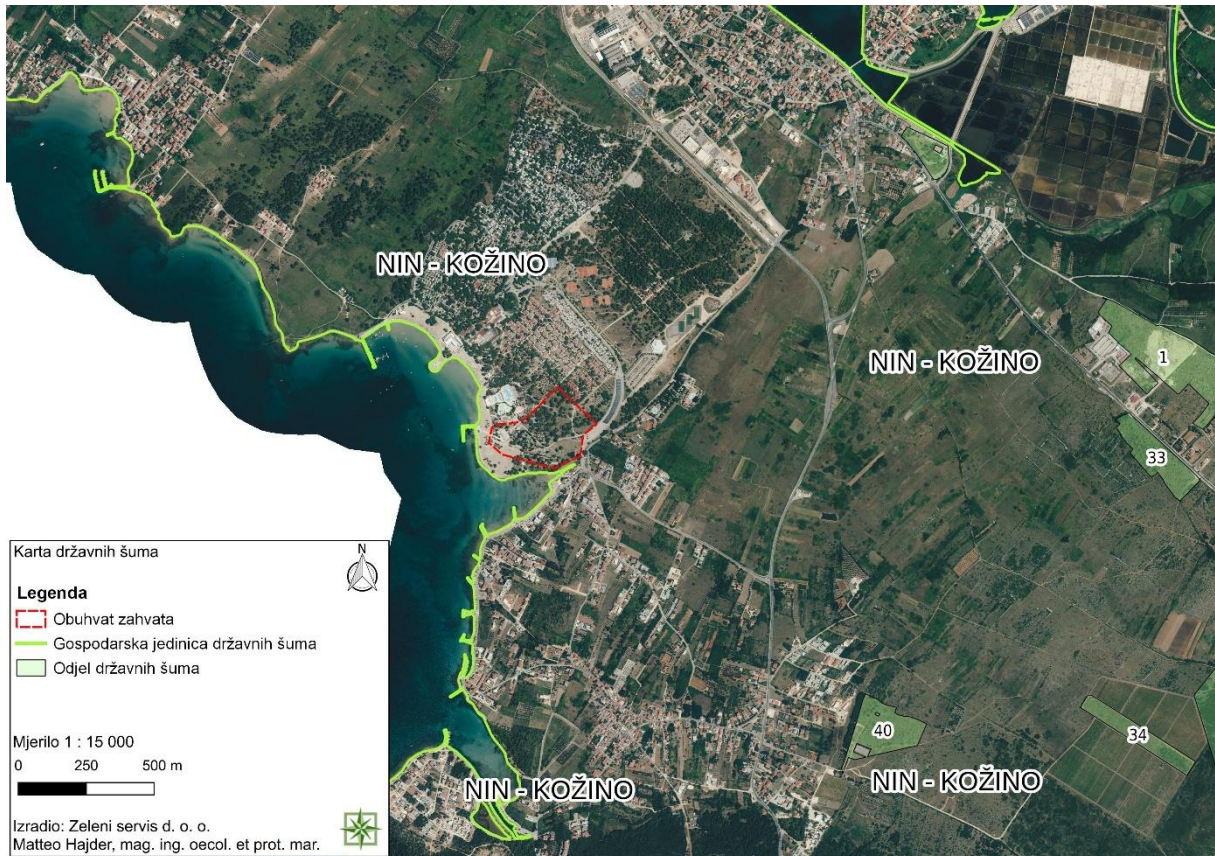 NIN - KOŽINO
NIN - KOŽINO
1
33
40
34
NIN - KOŽINO
NIN - KOŽINO
Karta državnih šuma
N
Legenda
Obuhvat zahvata
Gospodarska jedinica državnih šuma
Odjel državnih šuma
Mjerilo 1 : 15 000
0 250 500 m
Izradio: Zeleni servis d. o. o.
Matteo Hajder, mag. ing. oecol. et prot. mar.